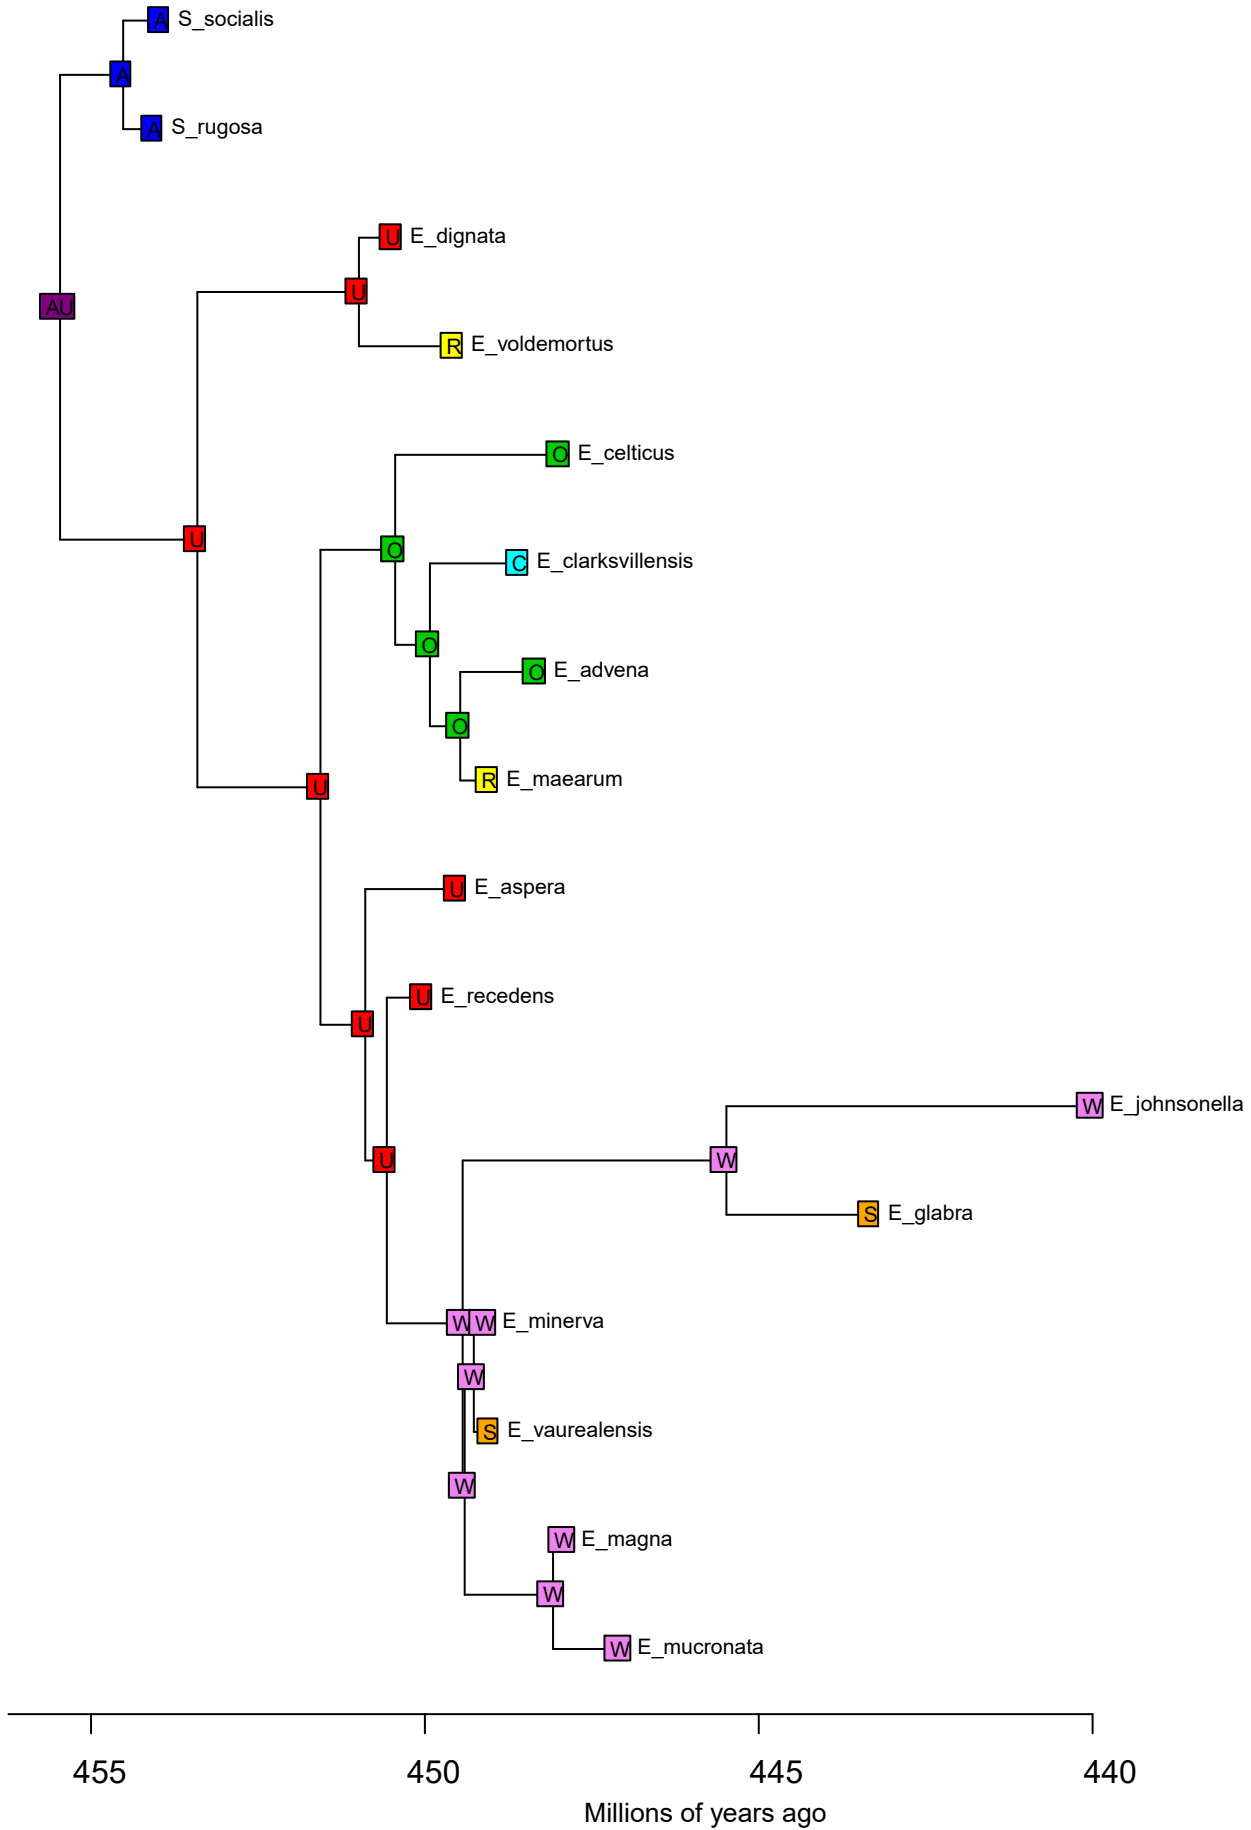 A S_socialis
A
A S_rugosa
U E_dignata
U
AU
R E_voldemortus
O E_celticus
U
O
C E_clarksvillensis
O
O E_advena
O
R E_maearum
U
U E_aspera
U E_recedens
U
W E_johnsonella
U
W
S E_glabra
W W E_minerva
W
S E_vaurealensis
W
W E_magna
W
W E_mucronata
455 450 445 440
Millions of years ago